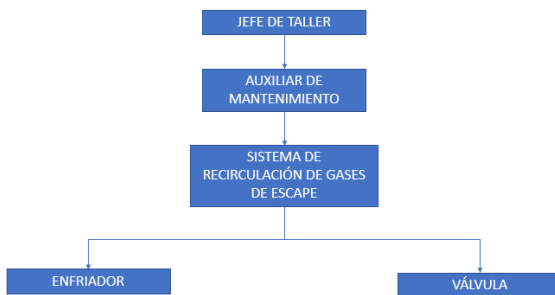 JEFE DE TALLER
AUXILIAR DE
MANTENIMIENTO
SISTEMA DE
RECIRCULACIÓN DE GASES
DE ESCAPE
ENFRIADOR
VÁLVULA